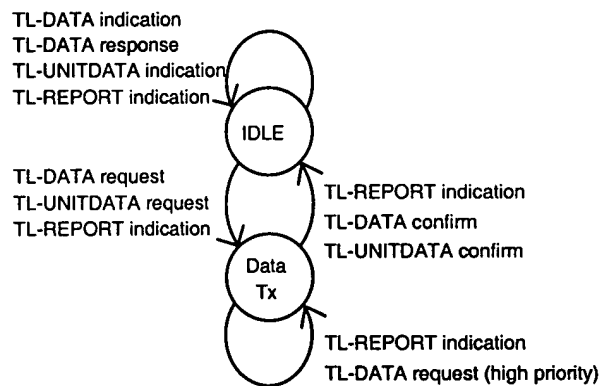 TL-DATA indication
TL-DATA response
TL-UNITDATA indication
TL-REPORT indication
IDLE
TL-DATA request
TL-UNITDATA request
TL-REPORT indication
TL-REPORT indication
TL-DATA confirm
TL-UNITDATA confirm
Data
Tx
TL-REPORT indication
TL-DATA request (high priority)